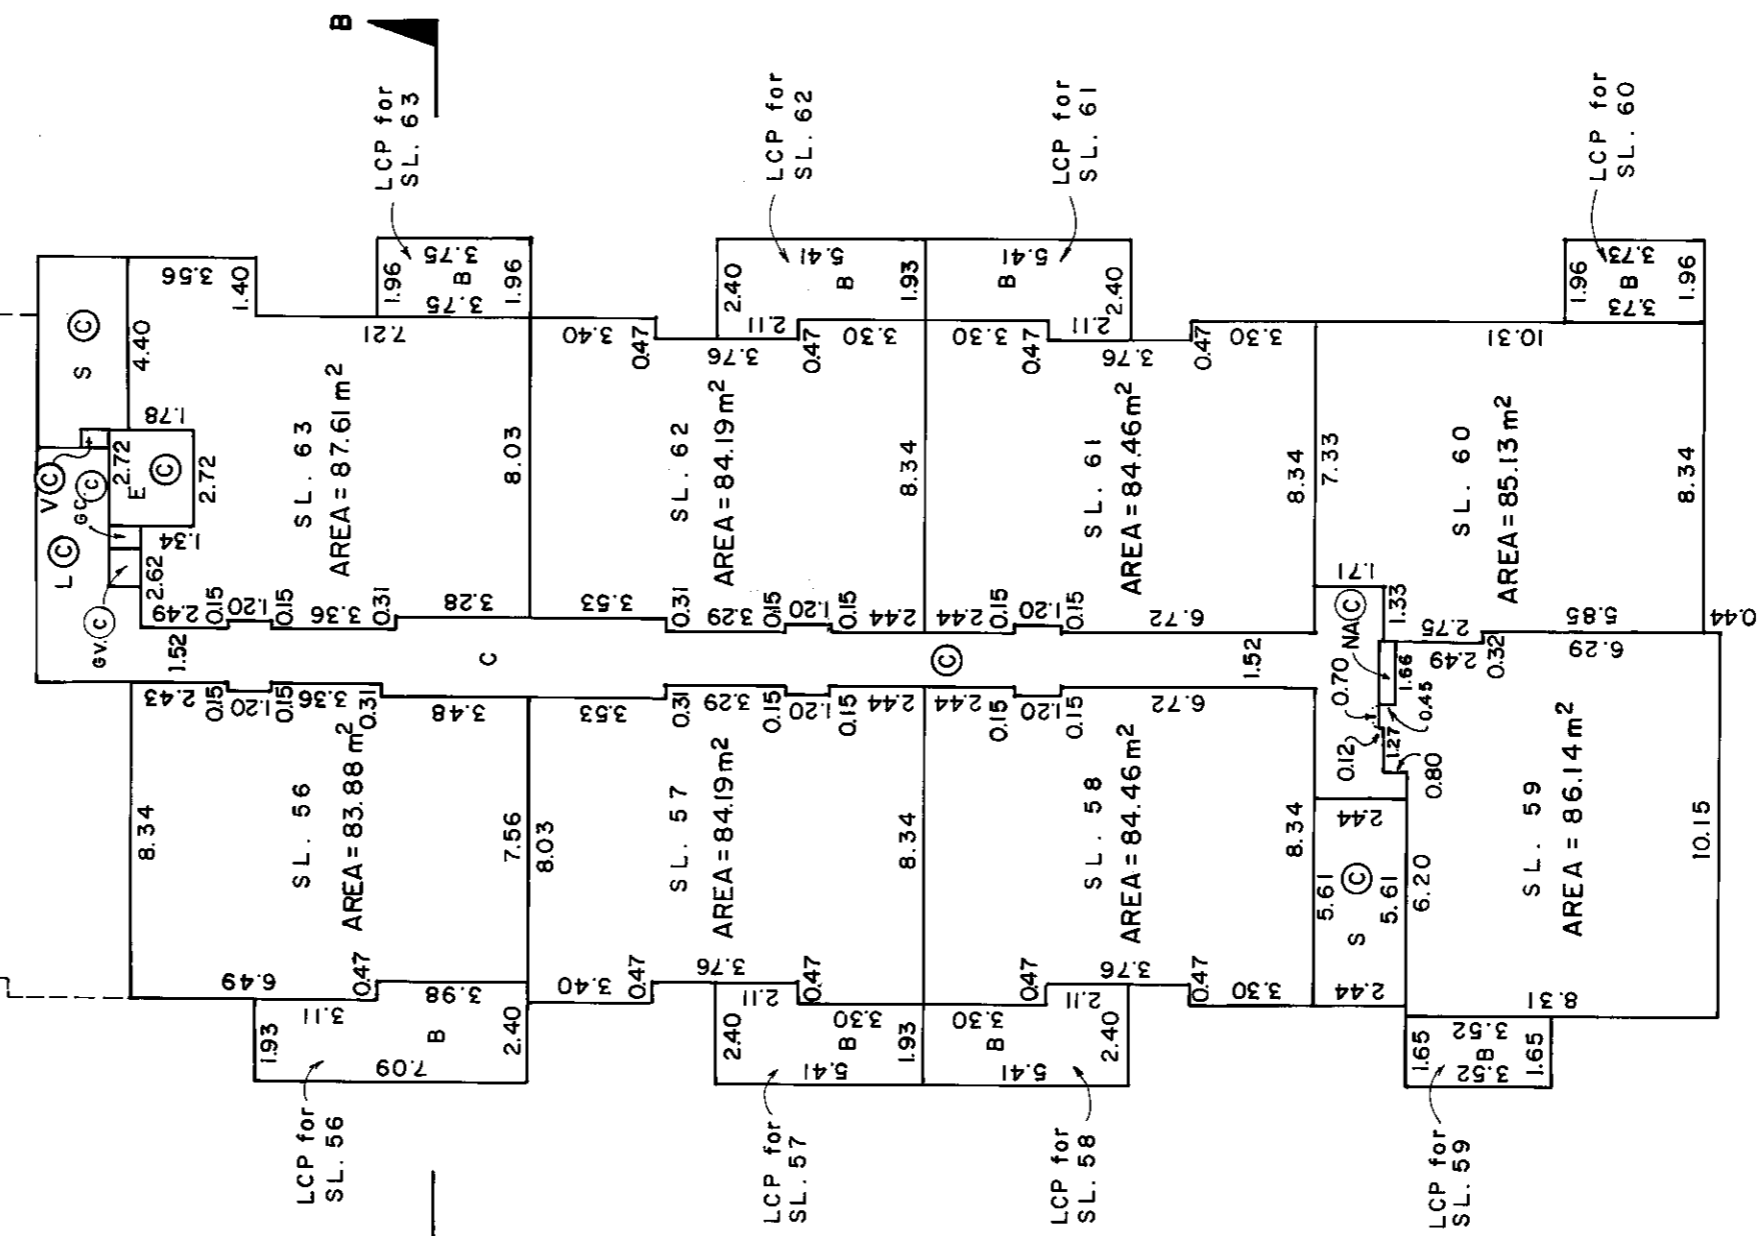 B
LCP for
SL. 63
LCP for
SL. 62
LCP for
SL. 61
LCP for
SL. 60
S C
3.56
1.40
4.40
1.78
V C
GC. C
2.72
E
C
2.72
L C
1.34
2.62
GV. C
2.49
0.15
1.20
0.15
3.36
0.31
3.28
7.21
SL. 63
AREA = 87.61 m²
8.03
1.96
3.75
B
3.75
1.96
3.40
0.47
3.76
0.47
3.30
2.40
2.11
5.41
B
1.93
SL. 62
AREA = 84.19 m²
8.34
3.53
0.31
3.29
0.15
1.20
0.15
2.44
5.41
B
2.40
2.11
3.30
0.47
3.76
0.47
3.30
SL. 61
AREA = 84.46 m²
8.34
2.44
0.15
1.20
0.15
6.72
7.33
10.31
1.96
3.73
B
3.73
1.96
SL. 60
AREA = 85.13 m²
8.34
1.71
1.33
2.75
0.32
5.85
0.44
1.52
C
C
1.52
NA C
0.70
1.66
0.45
0.12
1.27
0.80
2.49
6.29
2.43
0.15
1.20
0.15
3.36
0.31
3.48
8.34
SL. 56
AREA = 83.88 m²
7.56
6.49
0.47
3.98
1.93
3.11
B
7.09
2.40
LCP for
SL. 56
3.53
0.31
3.29
0.15
1.20
0.15
2.44
8.03
SL. 57
AREA = 84.19 m²
8.34
3.40
0.47
3.76
0.47
2.11
2.40
3.30
B
5.41
1.93
LCP for
SL. 57
2.44
0.15
1.20
0.15
6.72
SL. 58
AREA = 84.46 m²
8.34
0.47
3.76
0.47
3.30
3.30
2.11
B
5.41
2.40
LCP for
SL. 58
2.44
5.61
C
S
5.61
2.44
6.20
SL. 59
AREA = 86.14 m²
10.15
8.31
1.65
3.52
B
3.52
1.65
LCP for
SL. 59